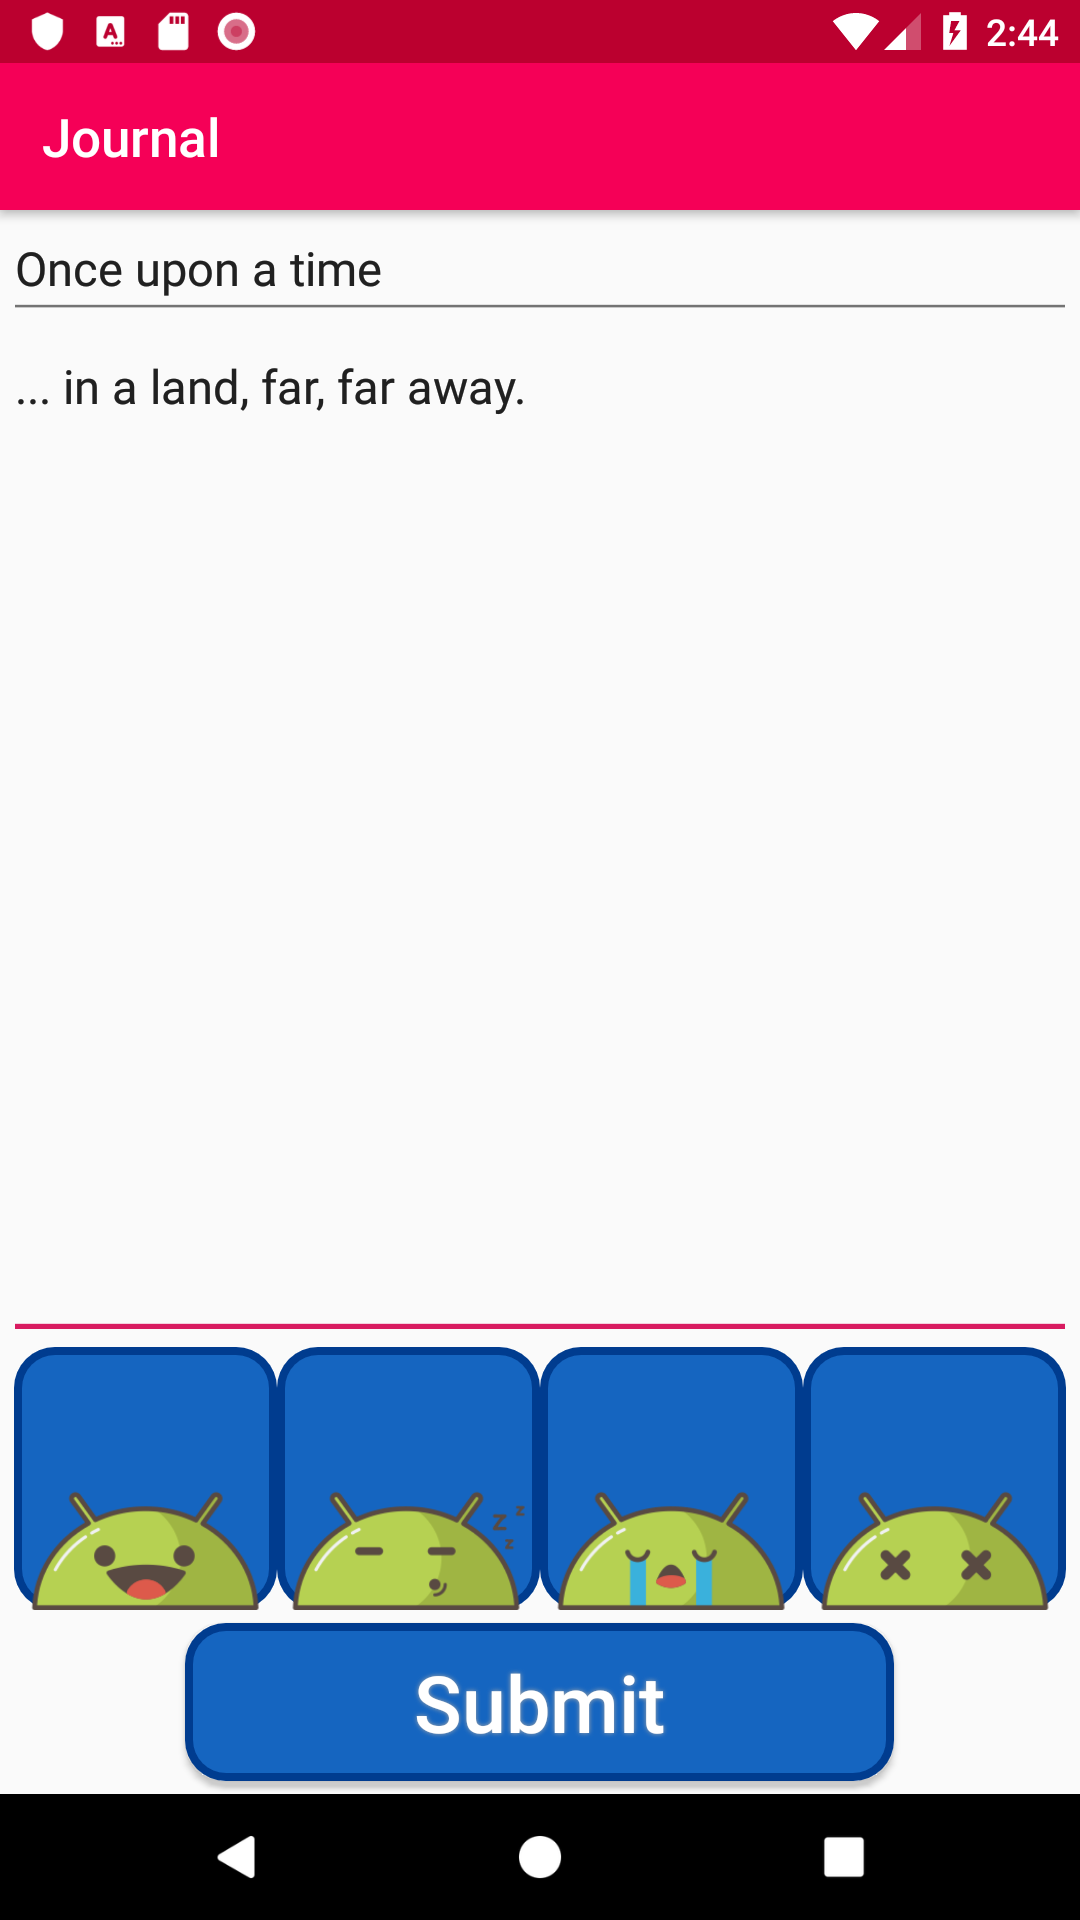 2:44
Journal
Once upon a time
... in a land, far, far away.
z z
z
Submit